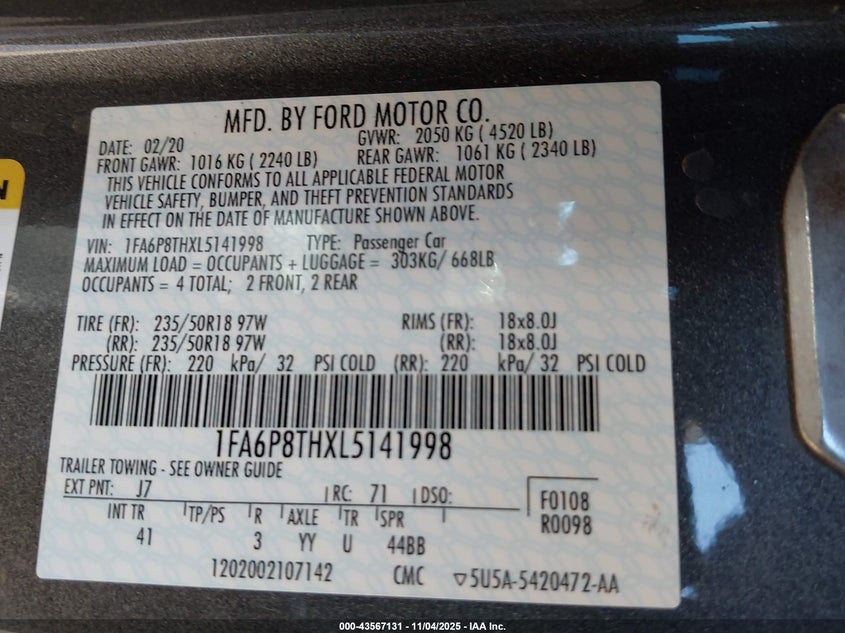 MFD. BY FORD MOTOR CO.
DATE: 02/20 GVWR: 2050 KG ( 4520 LB)
FRONT GAWR: 1016 KG ( 2240 LB) REAR GAWR: 1061 KG ( 2340 LB)
THIS VEHICLE CONFORMS TO ALL APPLICABLE FEDERAL MOTOR
VEHICLE SAFETY, BUMPER, AND THEFT PREVENTION STANDARDS
IN EFFECT ON THE DATE OF MANUFACTURE SHOWN ABOVE.
VIN: 1FA6P8THXL5141998 TYPE: Passenger Car
MAXIMUM LOAD = OCCUPANTS + LUGGAGE = 303KG/ 668LB
OCCUPANTS = 4 TOTAL; 2 FRONT, 2 REAR
TIRE (FR): 235/50R18 97W RIMS (FR): 18x8.0J
(RR): 235/50R18 97W (RR): 18x8.0J
PRESSURE (FR): 220 kPa/ 32 PSI COLD (RR): 220 kPa/ 32 PSI COLD
1FA6P8THXL5141998
TRAILER TOWING - SEE OWNER GUIDE
EXT PNT: J7 RC: 71 DSO: F0108
INT TR TP/PS R AXLE TR SPR R0098
41 3 YY U 44BB
1202002107142 CMC ▽5U5A-5420472-AA
N
000-43567131 - 11/04/2025 - IAA Inc.